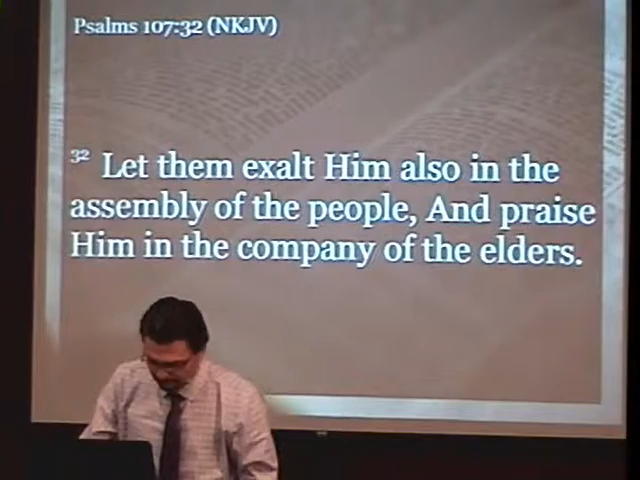 Psalms 107:32 (NKJV)
32 Let them exalt Him also in the
assembly of the people, And praise
Him in the company of the elders.